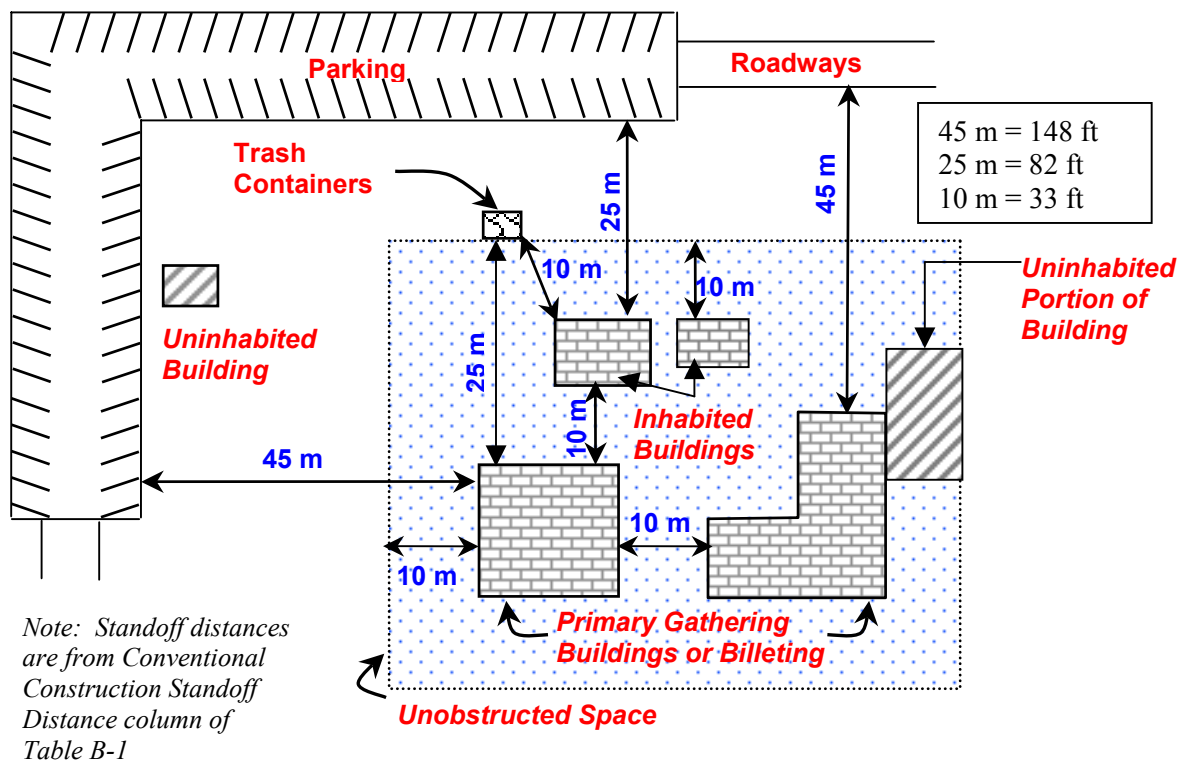 Parking
Roadways
45 m = 148 ft
25 m = 82 ft
10 m = 33 ft
Trash
Containers
25 m
45 m
10 m
10 m
Uninhabited
Portion of
Building
Uninhabited
Building
25 m
10 m
Inhabited
Buildings
45 m
10 m
10 m
Primary Gathering
Buildings or Billeting
Unobstructed Space
Note: Standoff distances
are from Conventional
Construction Standoff
Distance column of
Table B-1